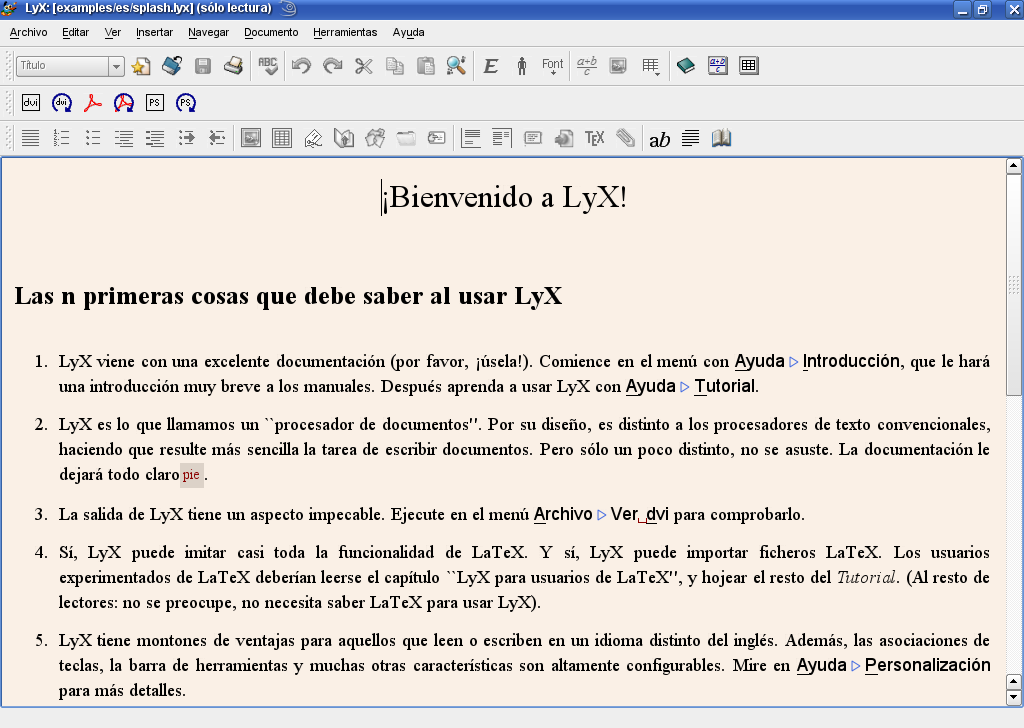 LyX: [examples/es/splash.lyx] (sólo lectura)
Archivo Editar Ver Insertar Navegar Documento Herramientas Ayuda
Título ABC E Font a+b c a+b c
dvi dvi PS PS
TEX ab
¡Bienvenido a LyX!
Las n primeras cosas que debe saber al usar LyX
1. LyX viene con una excelente documentación (por favor, ¡úsela!). Comience en el menú con Ayuda ▷ Introducción, que le hará
una introducción muy breve a los manuales. Después aprenda a usar LyX con Ayuda ▷ Tutorial.
2. LyX es lo que llamamos un ``procesador de documentos''. Por su diseño, es distinto a los procesadores de texto convencionales,
haciendo que resulte más sencilla la tarea de escribir documentos. Pero sólo un poco distinto, no se asuste. La documentación le
dejará todo claro pie .
3. La salida de LyX tiene un aspecto impecable. Ejecute en el menú Archivo ▷ Ver dvi para comprobarlo.
4. Sí, LyX puede imitar casi toda la funcionalidad de LaTeX. Y sí, LyX puede importar ficheros LaTeX. Los usuarios
experimentados de LaTeX deberían leerse el capítulo ``LyX para usuarios de LaTeX'', y hojear el resto del Tutorial. (Al resto de
lectores: no se preocupe, no necesita saber LaTeX para usar LyX).
5. LyX tiene montones de ventajas para aquellos que leen o escriben en un idioma distinto del inglés. Además, las asociaciones de
teclas, la barra de herramientas y muchas otras características son altamente configurables. Mire en Ayuda ▷ Personalización
para más detalles.